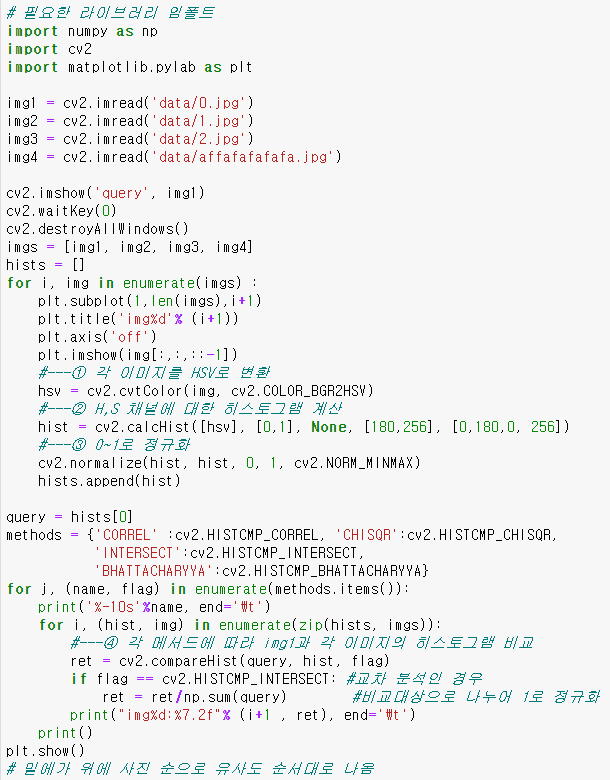 # 필요한 라이브러리 임폴트
import numpy as np
import cv2
import matplotlib.pylab as plt

img1 = cv2.imread('data/0.jpg')
img2 = cv2.imread('data/1.jpg')
img3 = cv2.imread('data/2.jpg')
img4 = cv2.imread('data/affafafafafa.jpg')

cv2.imshow('query', img1)
cv2.waitKey(0)
cv2.destroyAllWindows()
imgs = [img1, img2, img3, img4]
hists = []
for i, img in enumerate(imgs) :
    plt.subplot(1,len(imgs),i+1)
    plt.title('img%d'% (i+1))
    plt.axis('off')
    plt.imshow(img[:,:,::-1])
    #---① 각 이미지를 HSV로 변환
    hsv = cv2.cvtColor(img, cv2.COLOR_BGR2HSV)
    #---② H,S 채널에 대한 히스토그램 계산
    hist = cv2.calcHist([hsv], [0,1], None, [180,256], [0,180,0, 256])
    #---③ 0~1로 정규화
    cv2.normalize(hist, hist, 0, 1, cv2.NORM_MINMAX)
    hists.append(hist)

query = hists[0]
methods = {'CORREL' :cv2.HISTCMP_CORREL, 'CHISQR':cv2.HISTCMP_CHISQR,
           'INTERSECT':cv2.HISTCMP_INTERSECT,
           'BHATTACHARYYA':cv2.HISTCMP_BHATTACHARYYA}
for j, (name, flag) in enumerate(methods.items()):
    print('%-10s'%name, end='₩t')
    for i, (hist, img) in enumerate(zip(hists, imgs)):
        #---④ 각 메서드에 따라 img1과 각 이미지의 히스토그램 비교
        ret = cv2.compareHist(query, hist, flag)
        if flag == cv2.HISTCMP_INTERSECT: #교차 분석인 경우
            ret = ret/np.sum(query)        #비교대상으로 나누어 1로 정규화
        print("img%d:%7.2f"% (i+1 , ret), end='₩t')
    print()
plt.show()
# 밑에가 위에 사진 순으로 유사도 순서대로 나옴